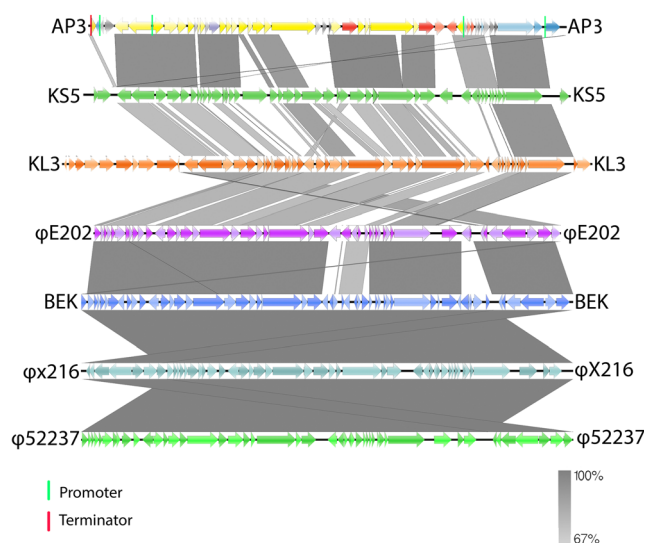 AP3 AP3
KS5 KS5
KL3 KL3
φE202 φE202
BEK BEK
φx216 φX216
φ52237 φ52237
Promoter
Terminator
100%
67%